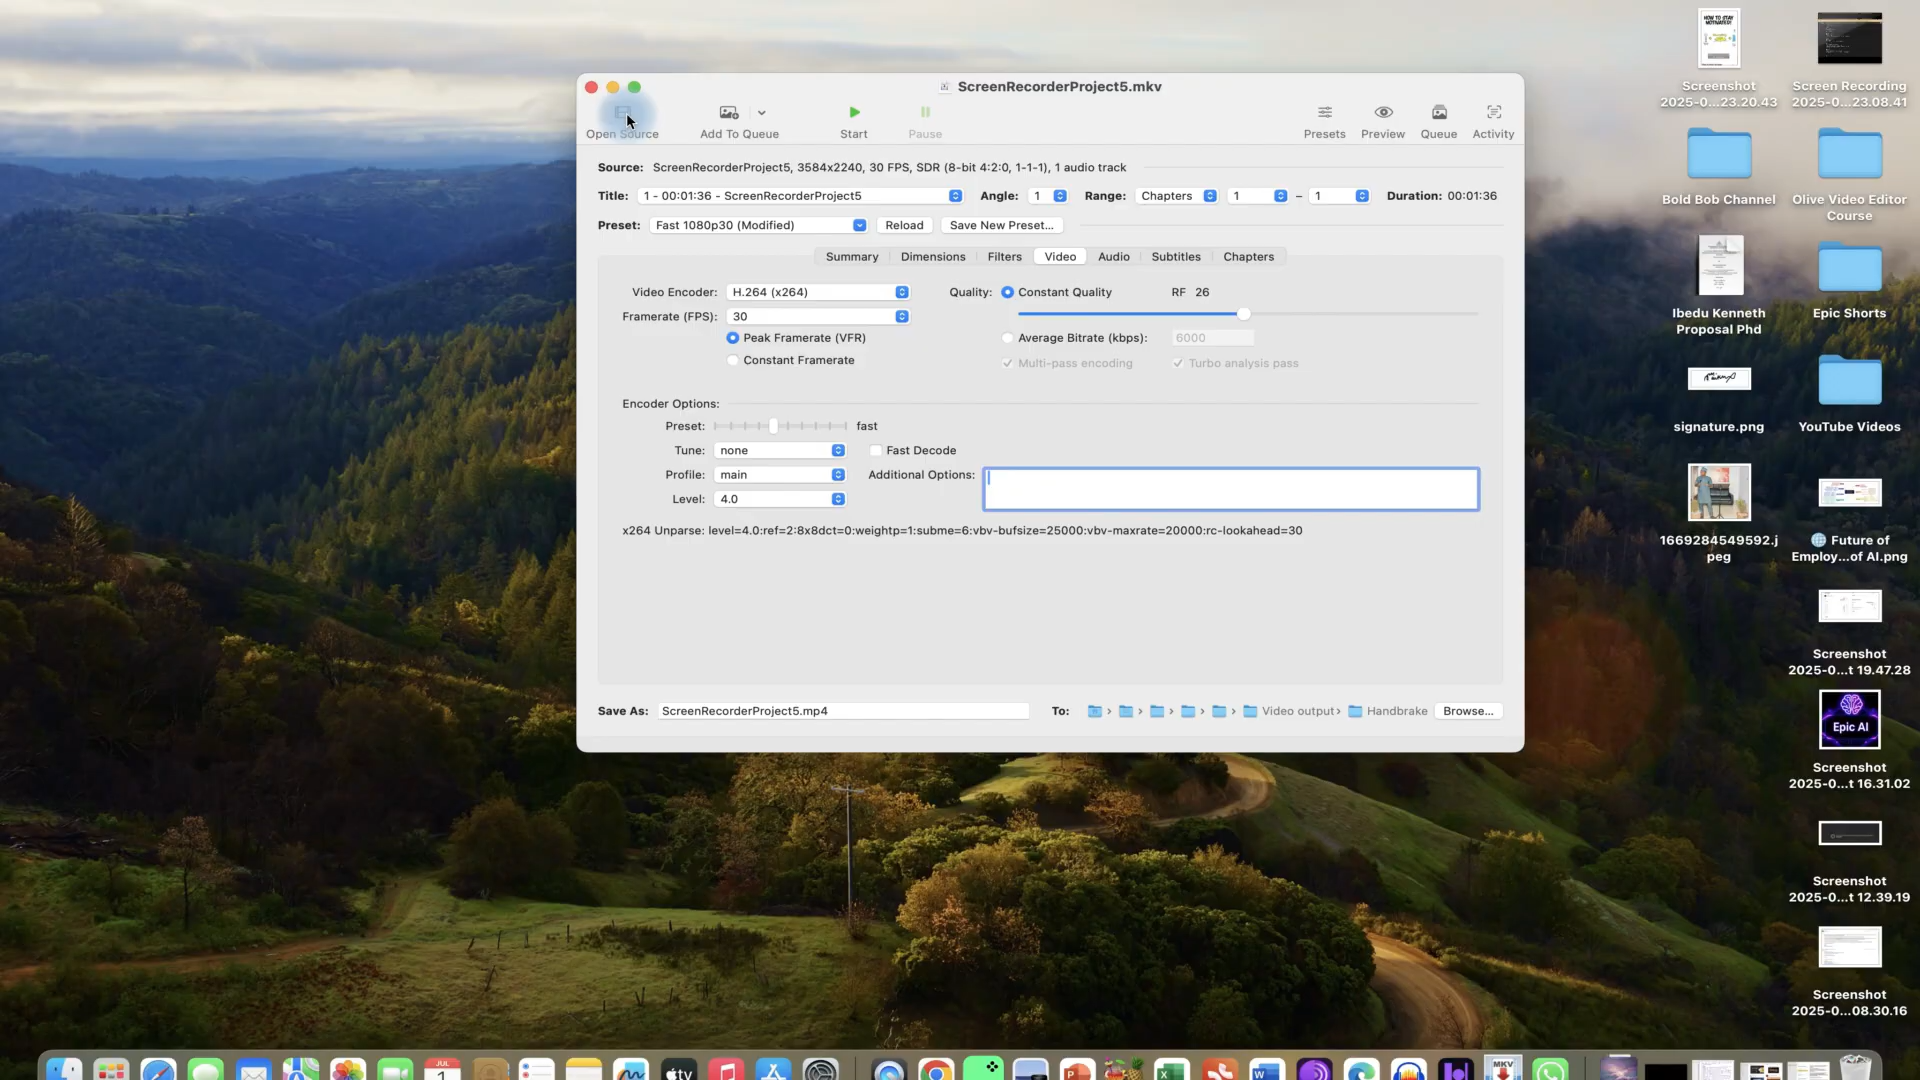 ScreenRecorderProject5.mkv
Open Source
Add To Queue
Start
Pause
Presets
Preview
Queue
Activity
Source: ScreenRecorderProject5, 3584x2240, 30 FPS, SDR (8-bit 4:2:0, 1-1-1), 1 audio track
Title: 1 - 00:01:36 - ScreenRecorderProject5 Angle: 1 Range: Chapters 1 – 1 Duration: 00:01:36
Preset: Fast 1080p30 (Modified) Reload Save New Preset...
Summary Dimensions Filters Video Audio Subtitles Chapters
Video Encoder: H.264 (x264) Quality: Constant Quality RF 26
Framerate (FPS): 30
Peak Framerate (VFR) Average Bitrate (kbps): 6000
Constant Framerate Multi-pass encoding Turbo analysis pass
Encoder Options:
Preset: fast
Tune: none Fast Decode
Profile: main Additional Options:
Level: 4.0
x264 Unparse: level=4.0:ref=2:8x8dct=0:weightp=1:subme=6:vbv-bufsize=25000:vbv-maxrate=20000:rc-lookahead=30
Save As: ScreenRecorderProject5.mp4 To: Video output Handbrake Browse...
HOW TO STAY
MOTIVATED!
Screenshot
2025-0...23.20.43
Screen Recording
2025-0...23.08.41
Bold Bob Channel
Olive Video Editor
Course
Ibedu Kenneth
Proposal Phd
Epic Shorts
signature.png
YouTube Videos
1669284549592.j
peg
🌐 Future of
Employ...of AI.png
Screenshot
2025-0...t 19.47.28
Epic AI
Screenshot
2025-0...t 16.31.02
Screenshot
2025-0...t 12.39.19
Screenshot
2025-0...08.30.16
JUL
1
tv
MKV